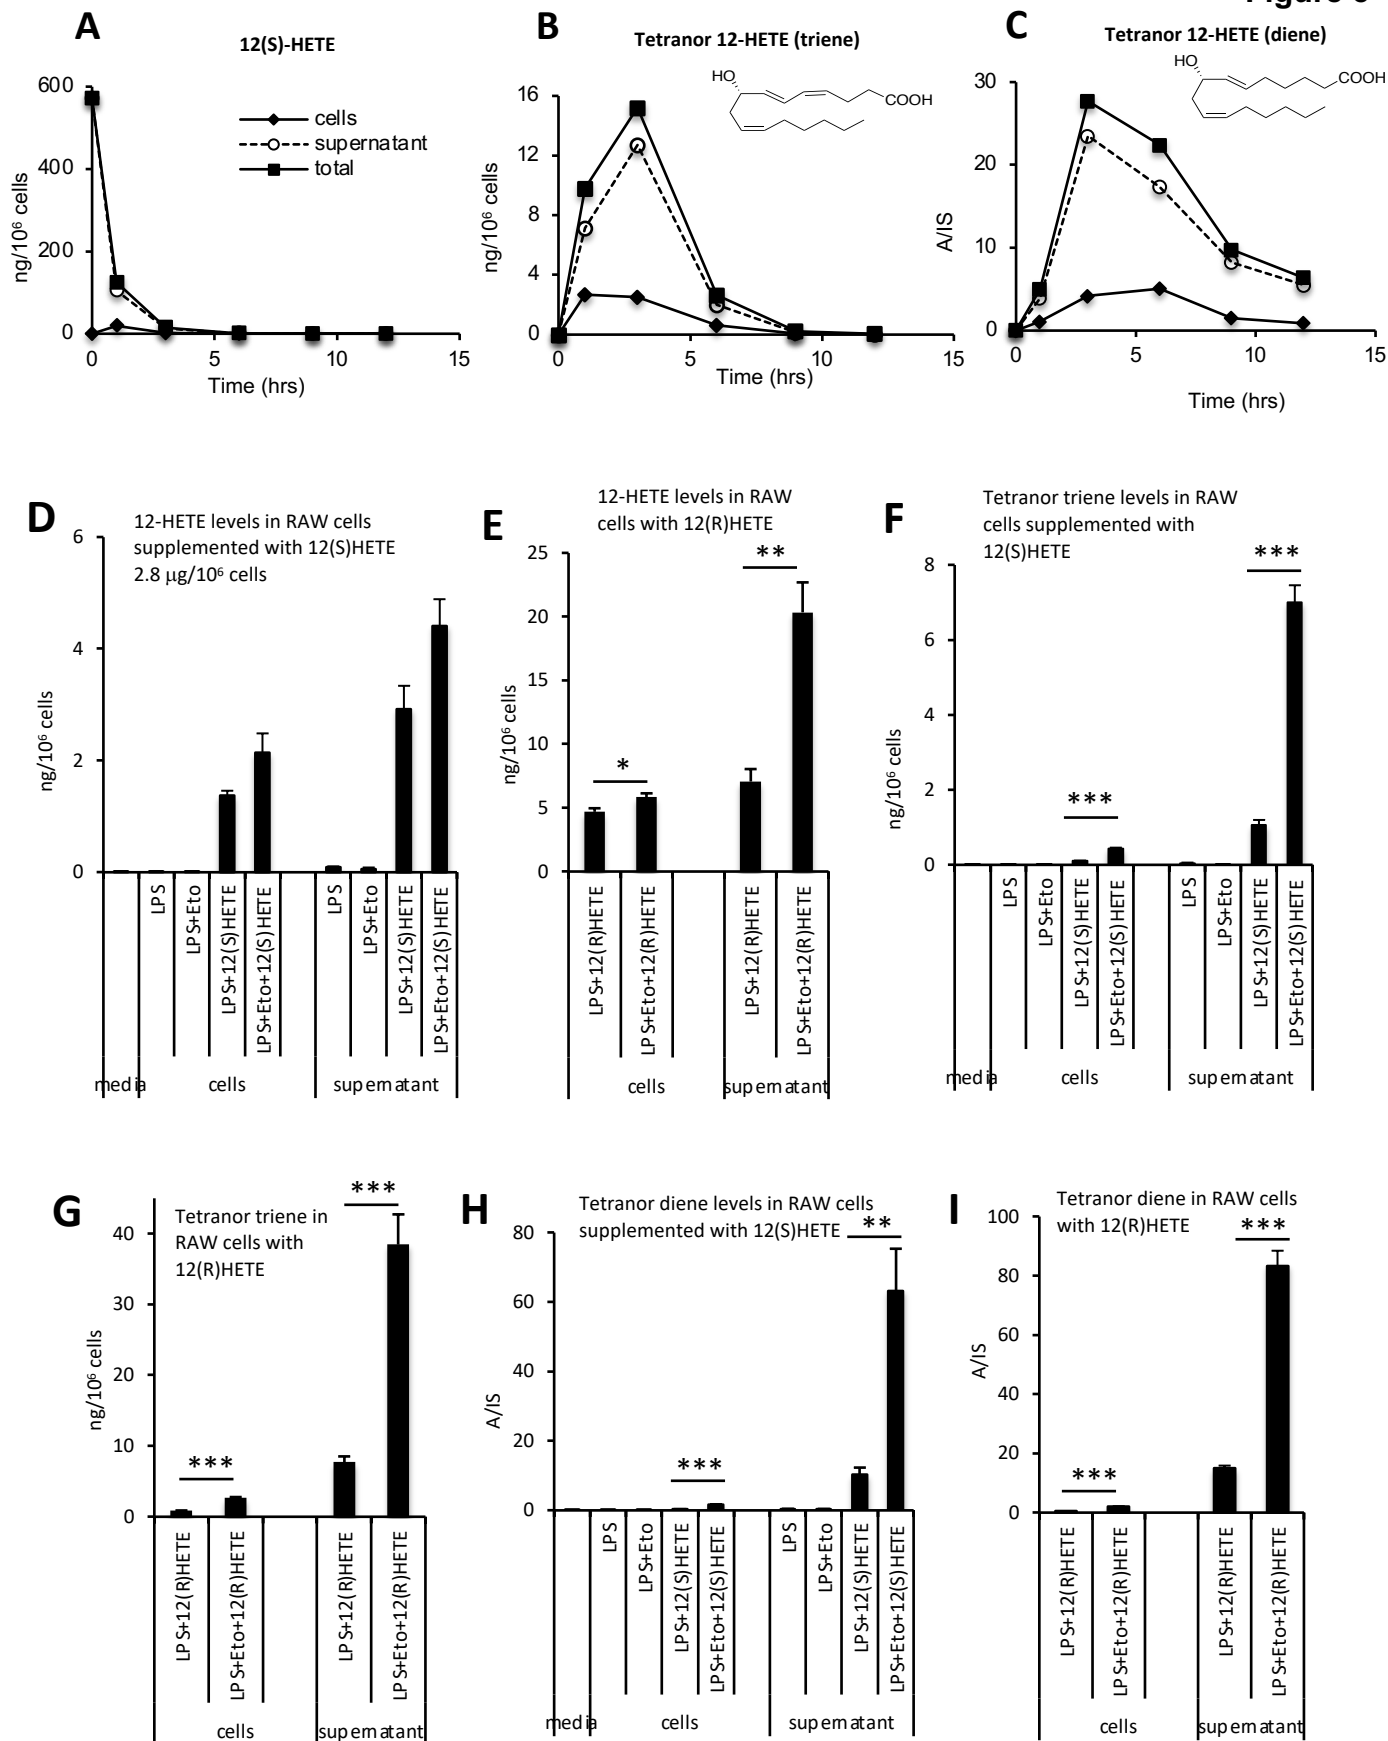 A
12(S)-HETE
600
400
200
0
ng/10⁶ cells
cells
supernatant
total
0
5
10
15
Time (hrs)
B
Tetranor 12-HETE (triene)
HO
COOH
16
12
8
4
0
ng/10⁶ cells
0
5
10
15
Time (hrs)
C
Tetranor 12-HETE (diene)
HO
COOH
30
20
10
0
A/IS
0
5
10
15
Time (hrs)
D
12-HETE levels in RAW cells
supplemented with 12(S)HETE
2.8 µg/10⁶ cells
6
4
2
0
ng/10⁶ cells
LPS
LPS+Eto
LPS+12(S)HETE
LPS+Eto+12(S)HETE
LPS
LPS+Eto
LPS+12(S)HETE
LPS+Eto+12(S)HETE
media
cells
supernatant
E
12-HETE levels in RAW
cells with 12(R)HETE
25
20
15
10
5
0
ng/10⁶ cells
*
**
LPS+12(R)HETE
LPS+Eto+12(R)HETE
LPS+12(R)HETE
LPS+Eto+12(R)HETE
cells
supernatant
F
Tetranor triene levels in RAW
cells supplemented with
12(S)HETE
8
6
4
2
0
ng/10⁶ cells
***
***
LPS
LPS+Eto
LPS+12(S)HETE
LPS+Eto+12(S)HETE
LPS
LPS+Eto
LPS+12(S)HETE
LPS+Eto+12(S)HETE
media
cells
supernatant
G
Tetranor triene in
RAW cells with
12(R)HETE
40
30
20
10
0
ng/10⁶ cells
***
***
LPS+12(R)HETE
LPS+Eto+12(R)HETE
LPS+12(R)HETE
LPS+Eto+12(R)HETE
cells
supernatant
H
Tetranor diene levels in RAW cells
supplemented with 12(S)HETE
80
60
40
20
0
A/IS
***
**
LPS
LPS+Eto
LPS+12(S)HETE
LPS+Eto+12(S)HETE
LPS
LPS+Eto
LPS+12(S)HETE
LPS+Eto+12(S)HETE
media
cells
supernatant
I
Tetranor diene in RAW cells
with 12(R)HETE
100
80
60
40
20
0
A/IS
***
***
LPS+12(R)HETE
LPS+Eto+12(R)HETE
LPS+12(R)HETE
LPS+Eto+12(R)HETE
cells
supernatant